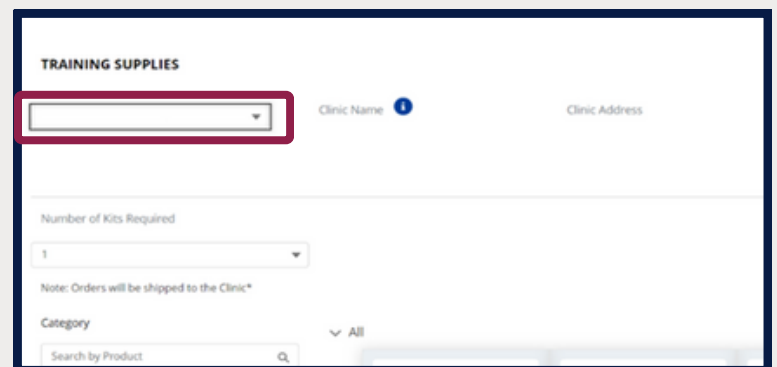 TRAINING SUPPLIES
Clinic Name
Clinic Address
Number of Kits Required
1
Note: Orders will be shipped to the Clinic*
Category
All
Search by Product